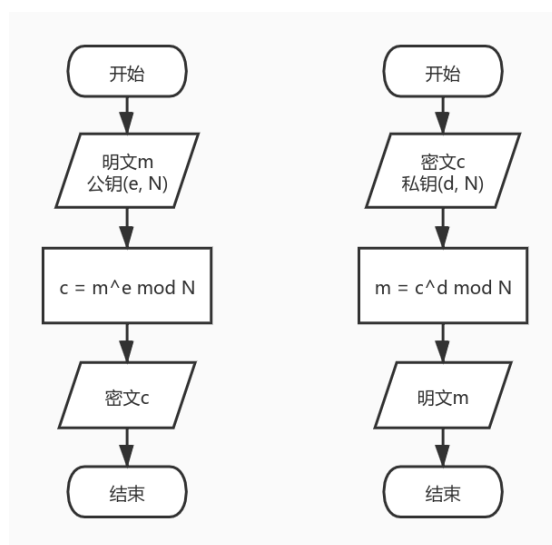 开始
明文m
公钥(e, N)
c = m^e mod N
密文c
结束
开始
密文c
私钥(d, N)
m = c^d mod N
明文m
结束